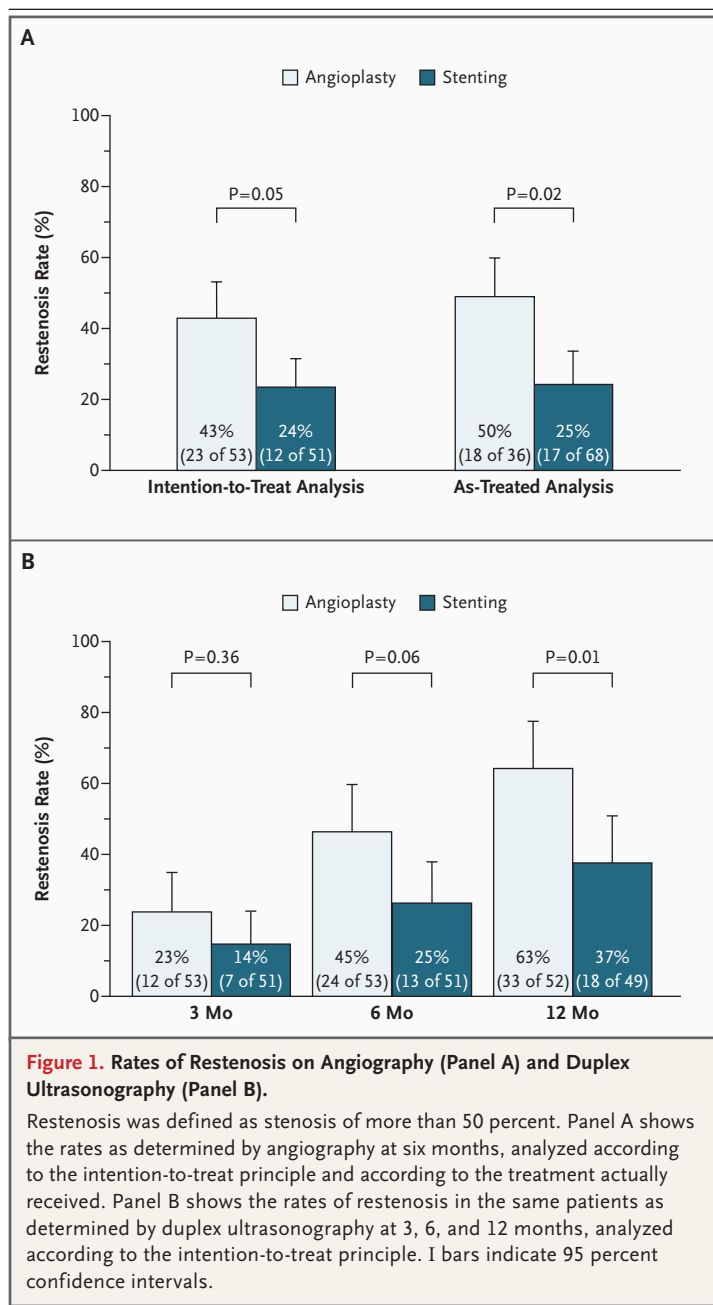 A
Angioplasty Stenting
100
80
60
40
20
0
Restenosis Rate (%)
P=0.05
P=0.02
43%
(23 of 53)
24%
(12 of 51)
50%
(18 of 36)
25%
(17 of 68)
Intention-to-Treat Analysis
As-Treated Analysis
B
Angioplasty Stenting
100
80
60
40
20
0
Restenosis Rate (%)
P=0.36
P=0.06
P=0.01
23%
(12 of 53)
14%
(7 of 51)
45%
(24 of 53)
25%
(13 of 51)
63%
(33 of 52)
37%
(18 of 49)
3 Mo
6 Mo
12 Mo
Figure 1. Rates of Restenosis on Angiography (Panel A) and Duplex
Ultrasonography (Panel B).
Restenosis was defined as stenosis of more than 50 percent. Panel A shows
the rates as determined by angiography at six months, analyzed according
to the intention-to-treat principle and according to the treatment actually
received. Panel B shows the rates of restenosis in the same patients as
determined by duplex ultrasonography at 3, 6, and 12 months, analyzed
according to the intention-to-treat principle. I bars indicate 95 percent
confidence intervals.